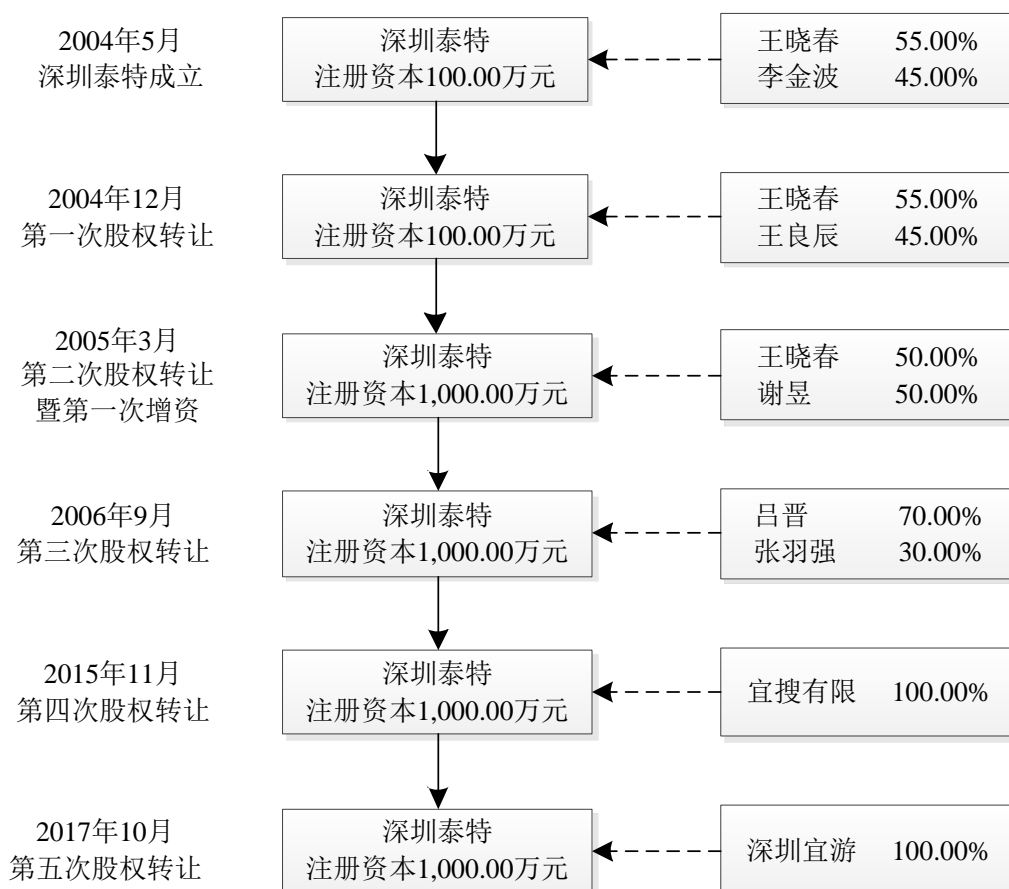 2004年5月
深圳泰特成立
深圳泰特
注册资本100.00万元
王晓春 55.00%
李金波 45.00%
2004年12月
第一次股权转让
深圳泰特
注册资本100.00万元
王晓春 55.00%
王良辰 45.00%
2005年3月
第二次股权转让
暨第一次增资
深圳泰特
注册资本1,000.00万元
王晓春 50.00%
谢昱 50.00%
2006年9月
第三次股权转让
深圳泰特
注册资本1,000.00万元
吕晋 70.00%
张羽强 30.00%
2015年11月
第四次股权转让
深圳泰特
注册资本1,000.00万元
宜搜有限 100.00%
2017年10月
第五次股权转让
深圳泰特
注册资本1,000.00万元
深圳宜游 100.00%